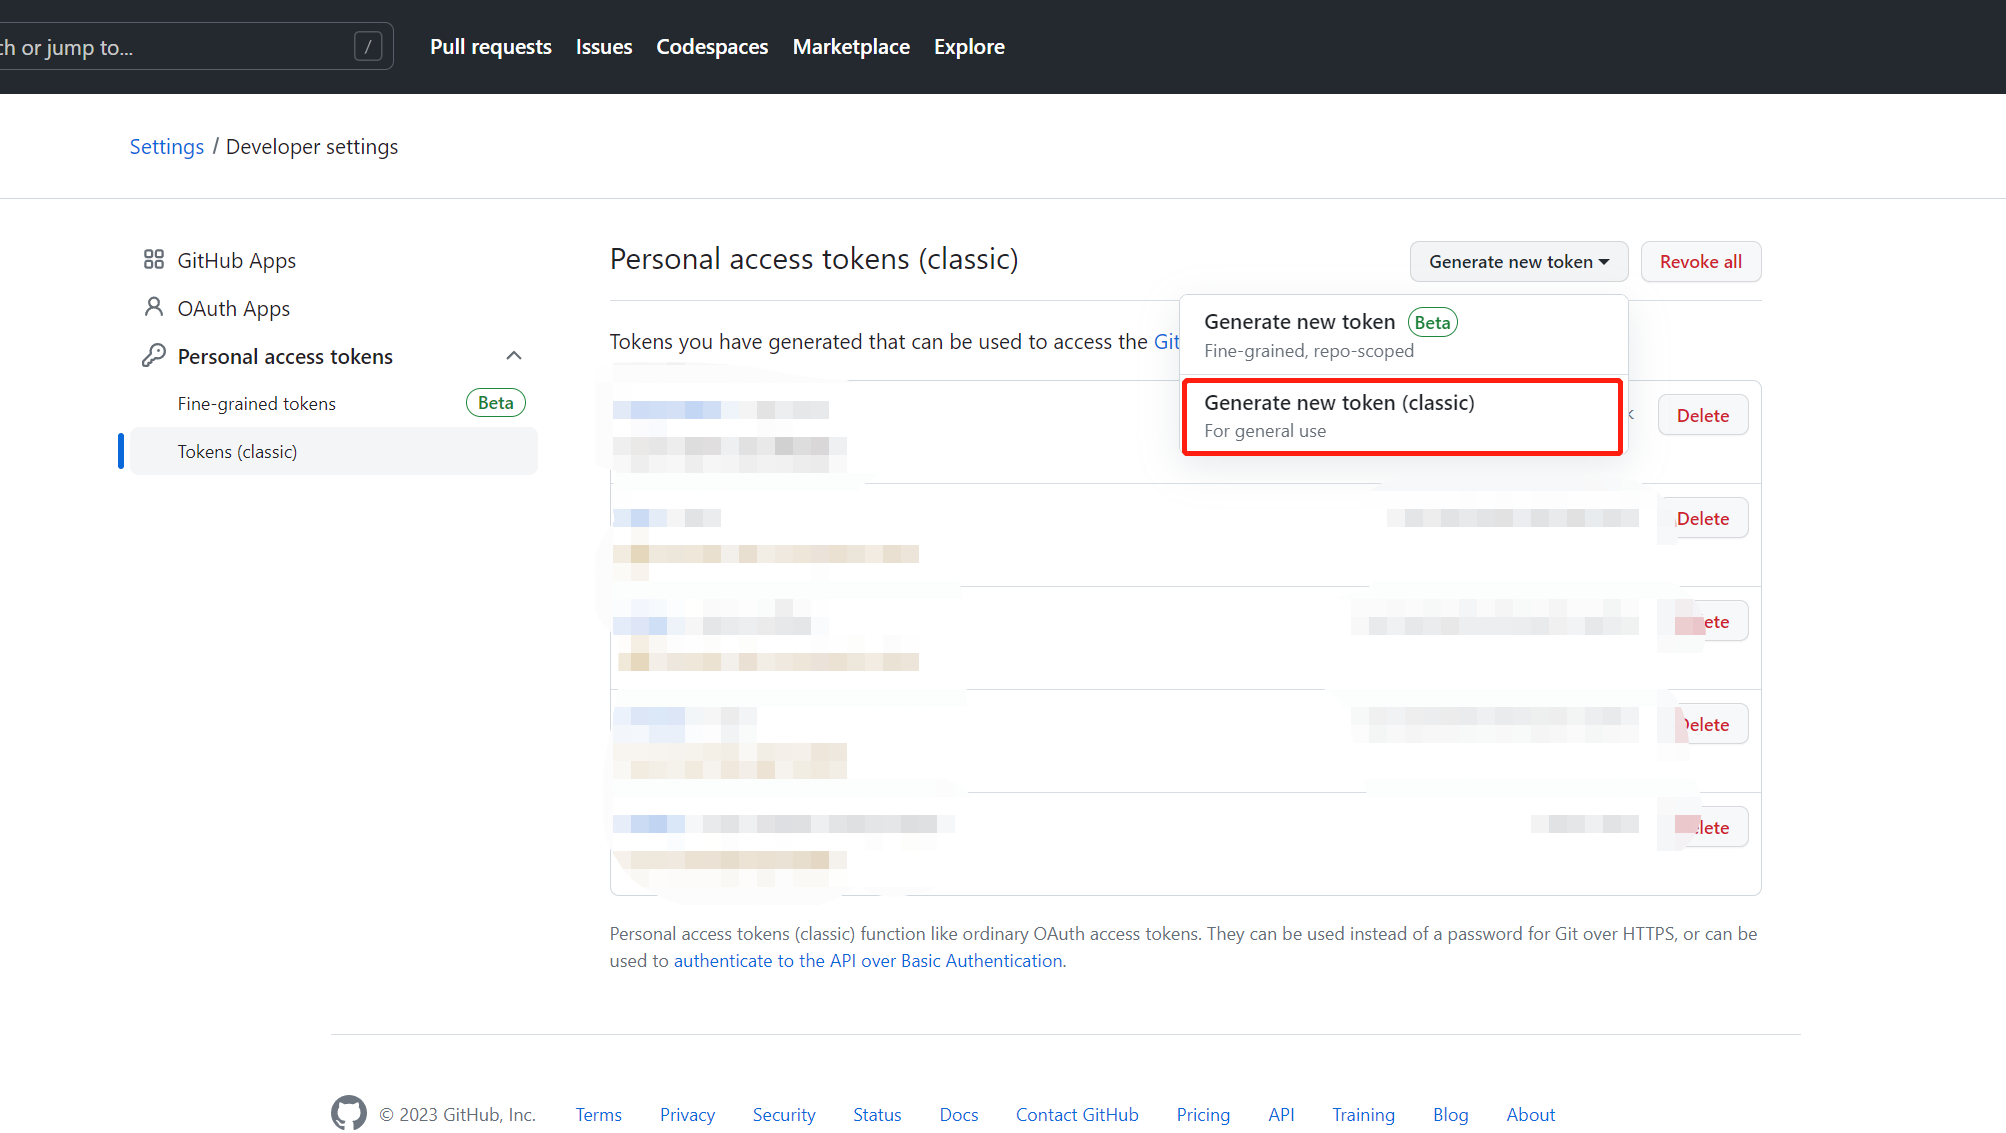 ch or jump to... /
Pull requests Issues Codespaces Marketplace Explore
Settings / Developer settings
GitHub Apps
OAuth Apps
Personal access tokens
Fine-grained tokens Beta
Tokens (classic)
Personal access tokens (classic)
Generate new token
Revoke all
Tokens you have generated that can be used to access the Git
Generate new token Beta
Fine-grained, repo-scoped
Generate new token (classic)
For general use
Delete
Delete
ete
Delete
lete
Personal access tokens (classic) function like ordinary OAuth access tokens. They can be used instead of a password for Git over HTTPS, or can be
used to authenticate to the API over Basic Authentication.
© 2023 GitHub, Inc. Terms Privacy Security Status Docs Contact GitHub Pricing API Training Blog About